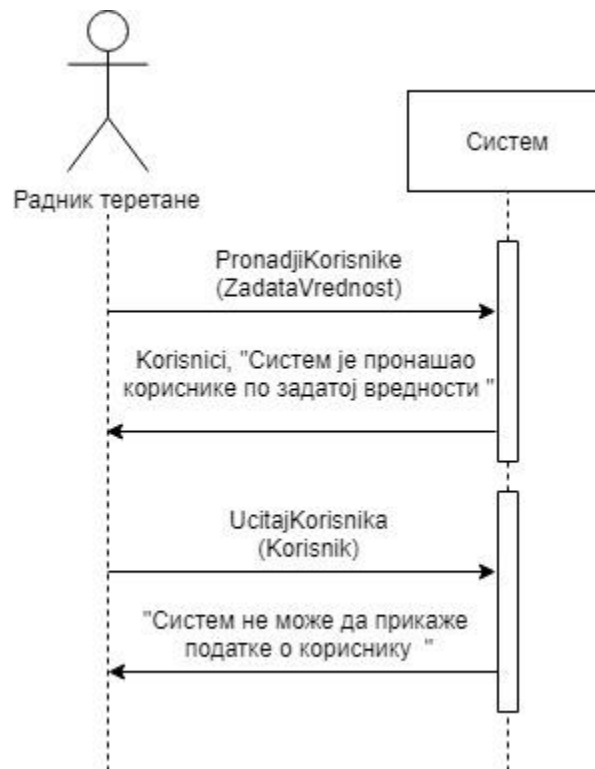 Систем
Радник теретане
PronadjiKorisnike
(ZadataVrednost)
Korisnici, "Систем је пронашао
кориснике по задатој вредности "
UcitajKorisnika
(Korisnik)
"Систем не може да прикаже
податке о кориснику "